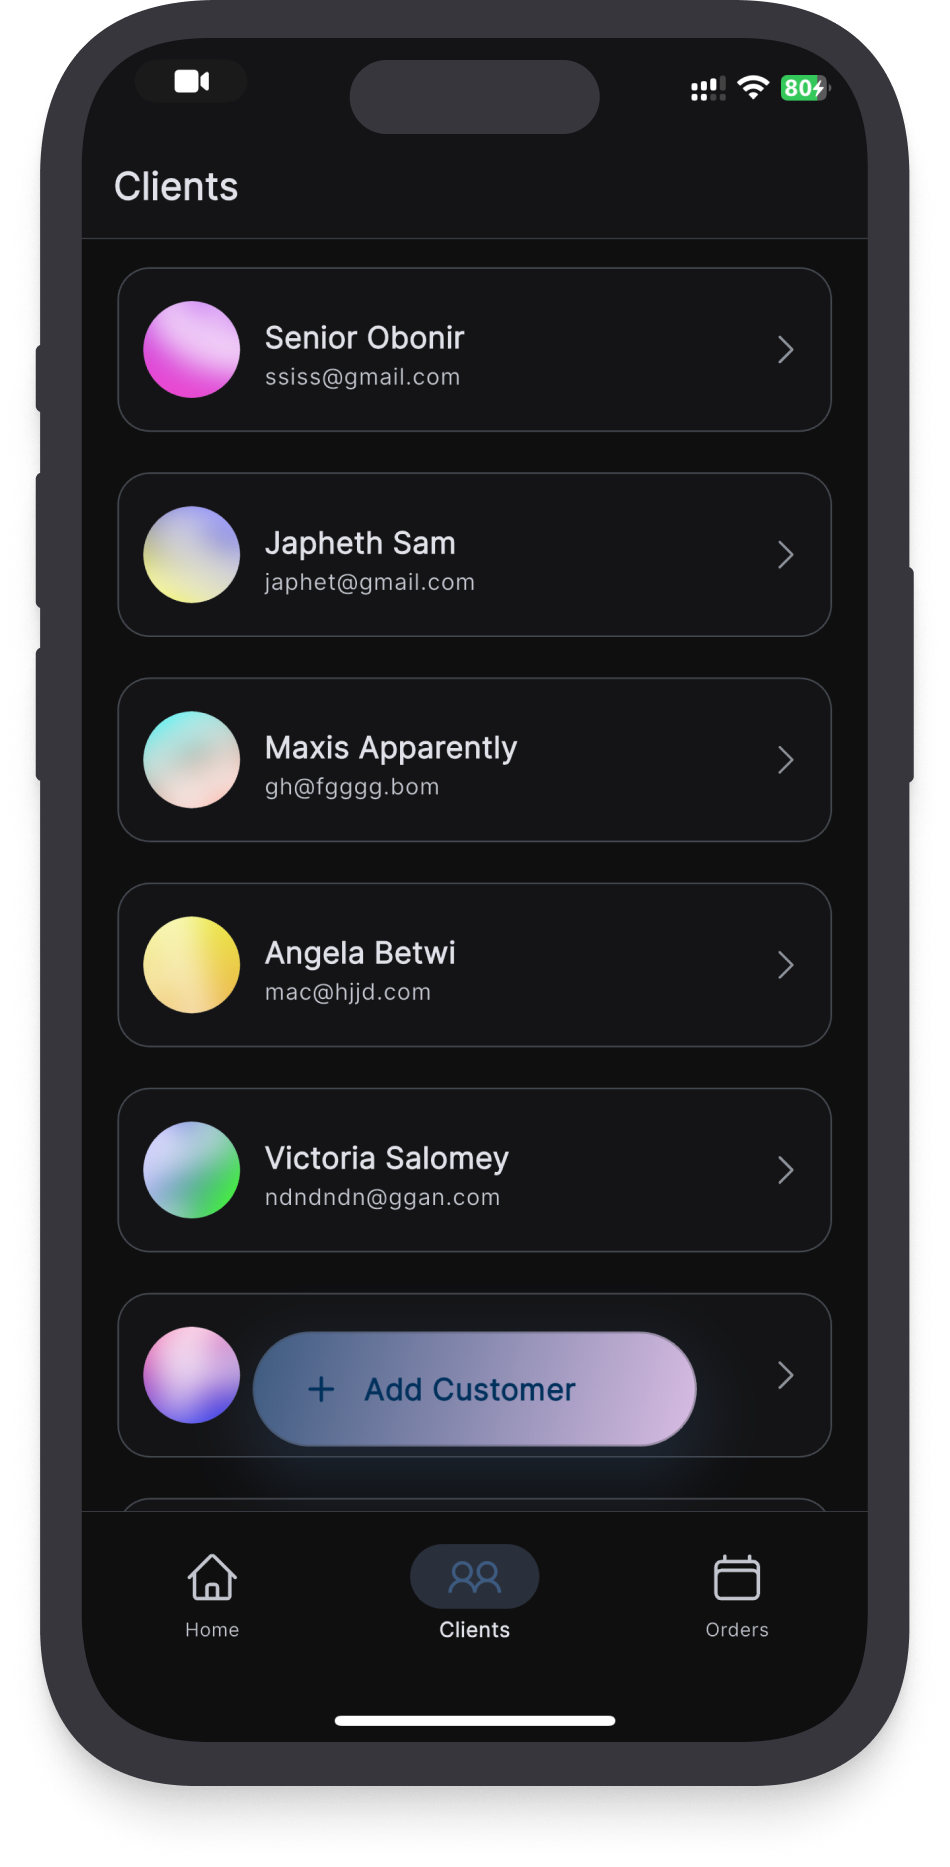 80
Clients
Senior Obonir
ssiss@gmail.com
Japheth Sam
japhet@gmail.com
Maxis Apparently
gh@fgggg.bom
Angela Betwi
mac@hjjd.com
Victoria Salomey
ndndndn@ggan.com
Add Customer
Home
Clients
Orders